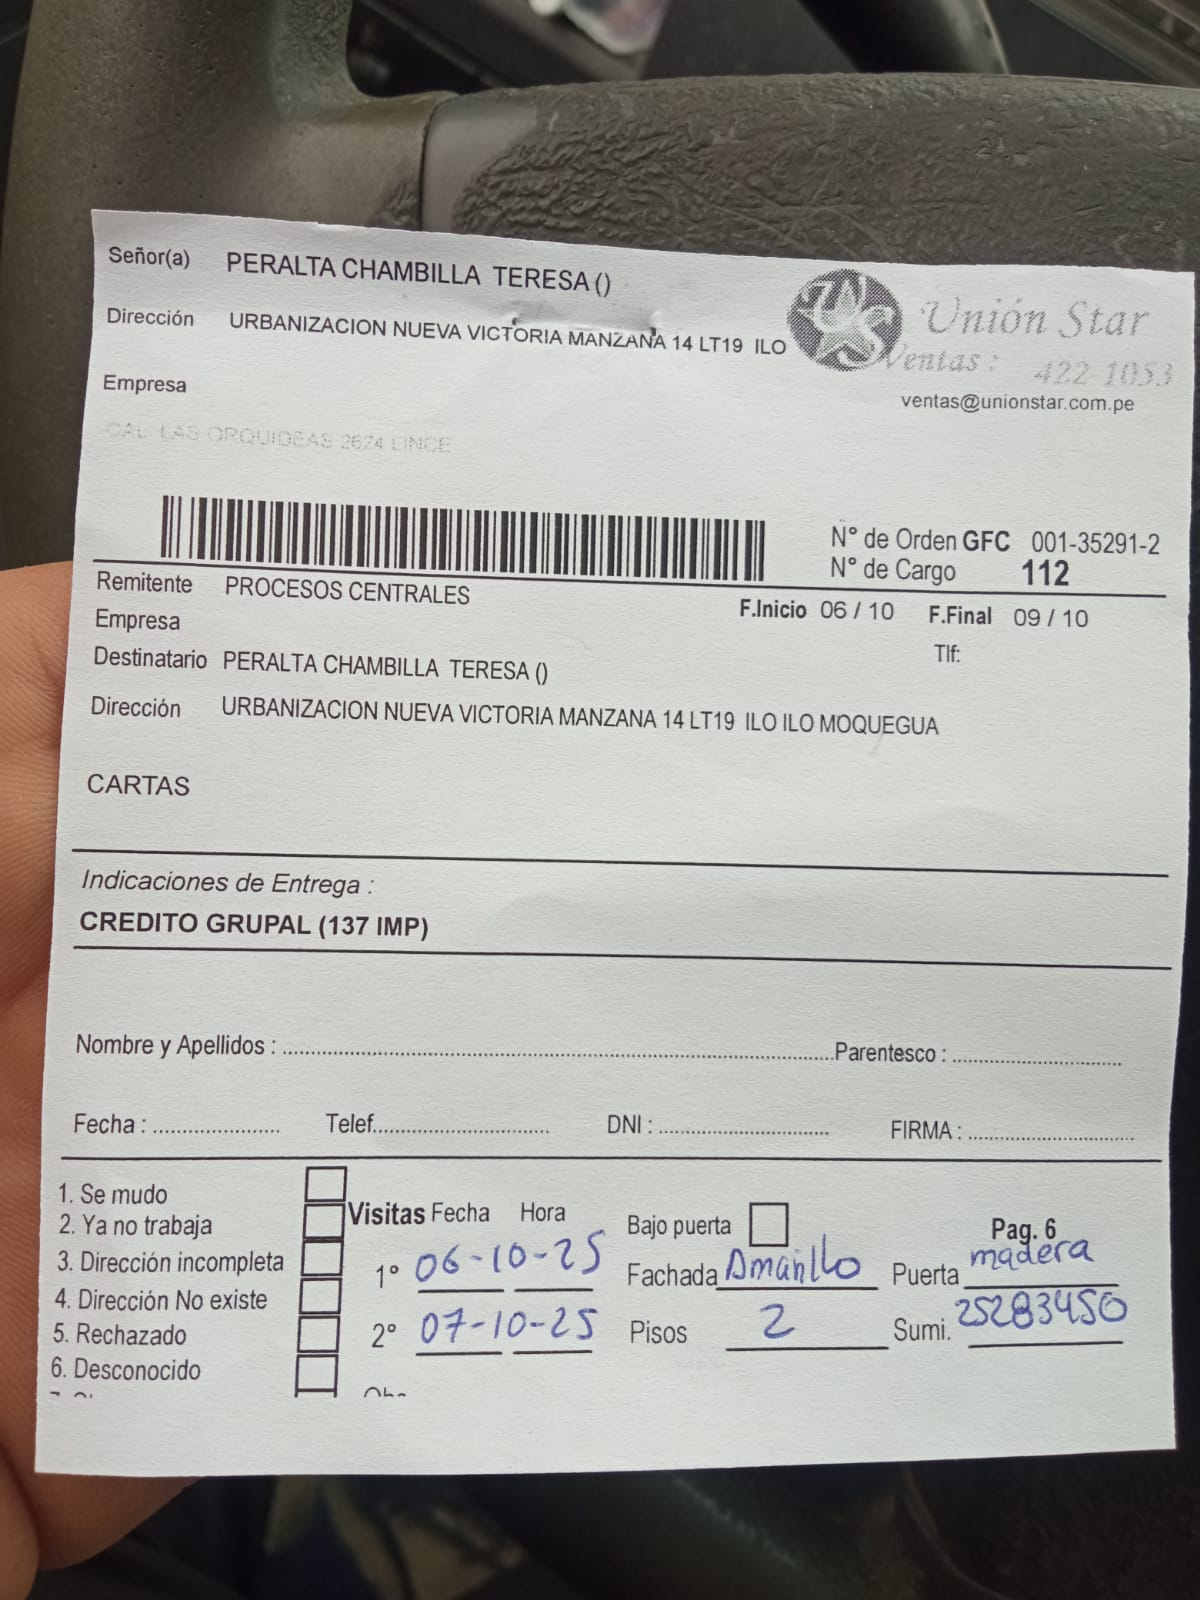 Señor(a) PERALTA CHAMBILLA TERESA ()
Dirección URBANIZACION NUEVA VICTORIA MANZANA 14 LT19 ILO
Unión Star
Ventas: 422-1053
ventas@unionstar.com.pe
Empresa
CAL LAS ORQUIDEAS 2624 LINCE
N° de Orden GFC 001-35291-2
N° de Cargo 112
Remitente PROCESOS CENTRALES
F.Inicio 06 / 10 F.Final 09 / 10
Empresa
Tlf:
Destinatario PERALTA CHAMBILLA TERESA ()
Dirección URBANIZACION NUEVA VICTORIA MANZANA 14 LT19 ILO ILO MOQUEGUA
CARTAS
Indicaciones de Entrega :
CREDITO GRUPAL (137 IMP)
Nombre y Apellidos : Parentesco :
Fecha : Telef. DNI : FIRMA :
1. Se mudo
2. Ya no trabaja
3. Dirección incompleta
4. Dirección No existe
5. Rechazado
6. Desconocido
Visitas Fecha Hora
1° 06-10-25
2° 07-10-25
Bajo puerta
Pag. 6
Fachada Amarillo Puerta madera
Pisos 2 Sumi. 25283450